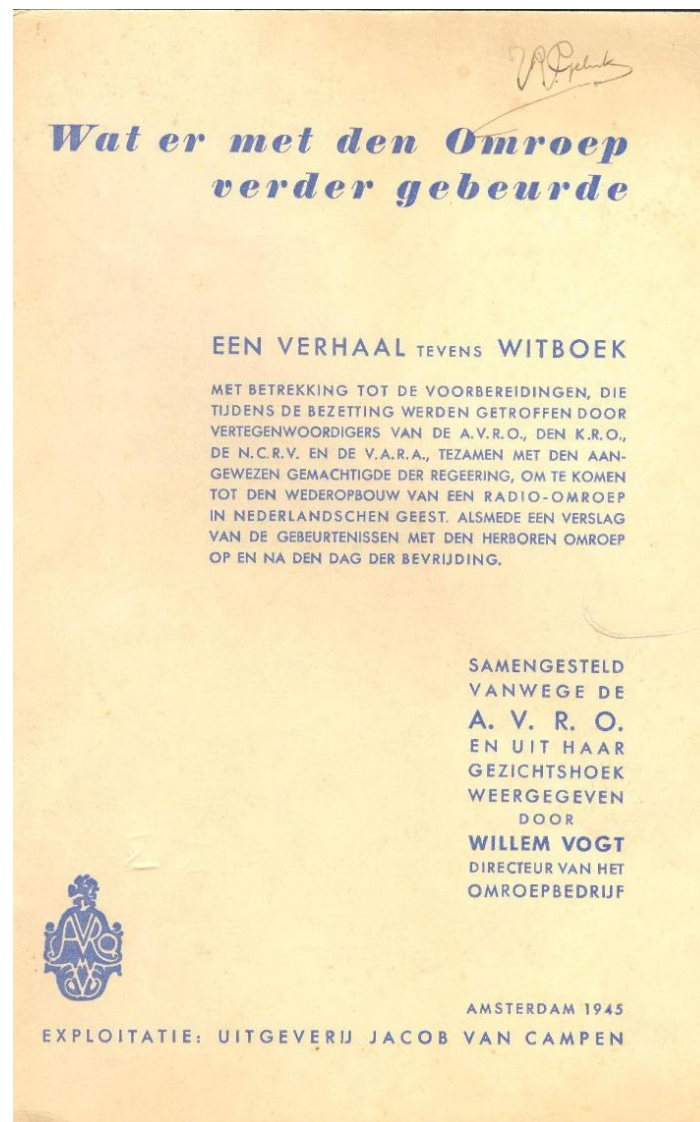 Wat er met den Omroep
verder gebeurde
EEN VERHAAL TEVENS WITBOEK
MET BETREKKING TOT DE VOORBEREIDINGEN, DIE
TIJDENS DE BEZETTING WERDEN GETROFFEN DOOR
VERTEGENWOORDIGERS VAN DE A.V.R.O., DEN K.R.O.,
DE N.C.R.V. EN DE V.A.R.A., TEZAMEN MET DEN AAN-
GEWEZEN GEMACHTIGDE DER REGEERING, OM TE KOMEN
TOT DEN WEDEROPBOUW VAN EEN RADIO-OMROEP
IN NEDERLANDSCHEN GEEST. ALSMEDE EEN VERSLAG
VAN DE GEBEURTENISSEN MET DEN HERBOREN OMROEP
OP EN NA DEN DAG DER BEVRIJDING.
SAMENGESTELD
VANWEGE DE
A. V. R. O.
EN UIT HAAR
GEZICHTSHOEK
WEERGEGEVEN
DOOR
WILLEM VOGT
DIRECTEUR VAN HET
OMROEPBEDRIJF
AVRO
AMSTERDAM 1945
EXPLOITATIE: UITGEVERIJ JACOB VAN CAMPEN